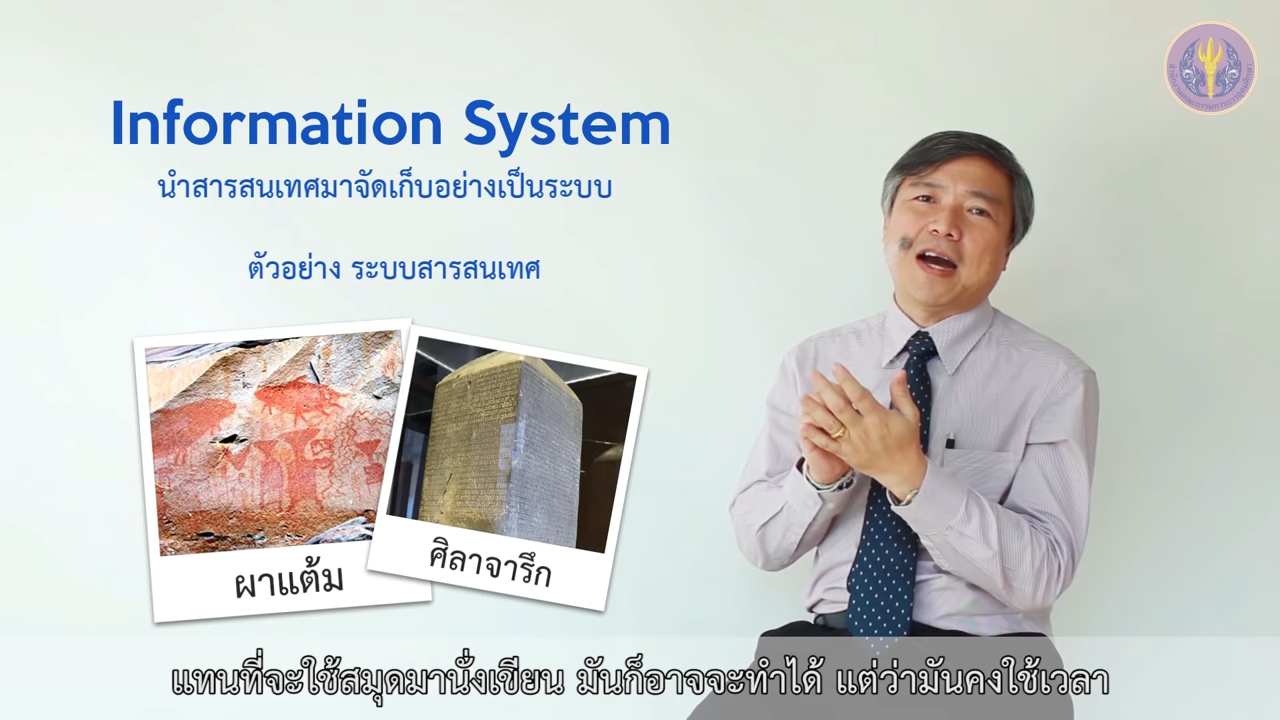 Information System
นำสารสนเทศมาจัดเก็บอย่างเป็นระบบ
ตัวอย่าง ระบบสารสนเทศ
ผาแต้ม
ศิลาจารึก
แทนที่จะใช้สมุดมานั่งเขียน มันก็อาจจะทำได้ แต่ว่ามันคงใช้เวลา